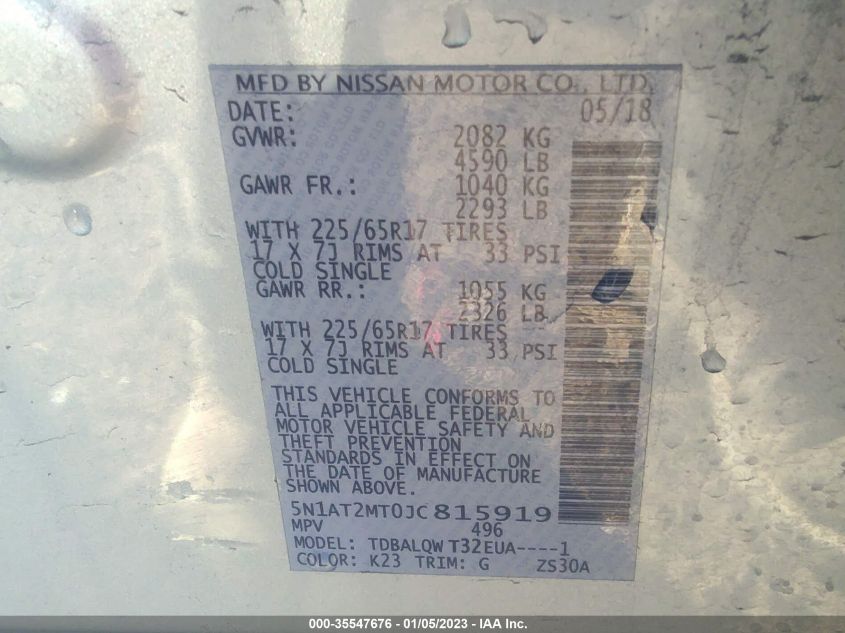 MFD BY NISSAN MOTOR CO., LTD.
DATE: 05/18
GVWR: 2082 KG
4590 LB
GAWR FR.: 1040 KG
2293 LB
WITH 225/65R17 TIRES
17 X 7J RIMS AT 33 PSI
COLD SINGLE
GAWR RR.: 1055 KG
2326 LB
WITH 225/65R17 TIRES
17 X 7J RIMS AT 33 PSI
COLD SINGLE
THIS VEHICLE CONFORMS TO
ALL APPLICABLE FEDERAL
MOTOR VEHICLE SAFETY AND
THEFT PREVENTION
STANDARDS IN EFFECT ON
THE DATE OF MANUFACTURE
SHOWN ABOVE.
5N1AT2MT0JC815919
MPV 496
MODEL: TDBALQW T32EUA----1
COLOR: K23 TRIM: G ZS30A
000-35547676 - 01/05/2023 - IAA Inc.